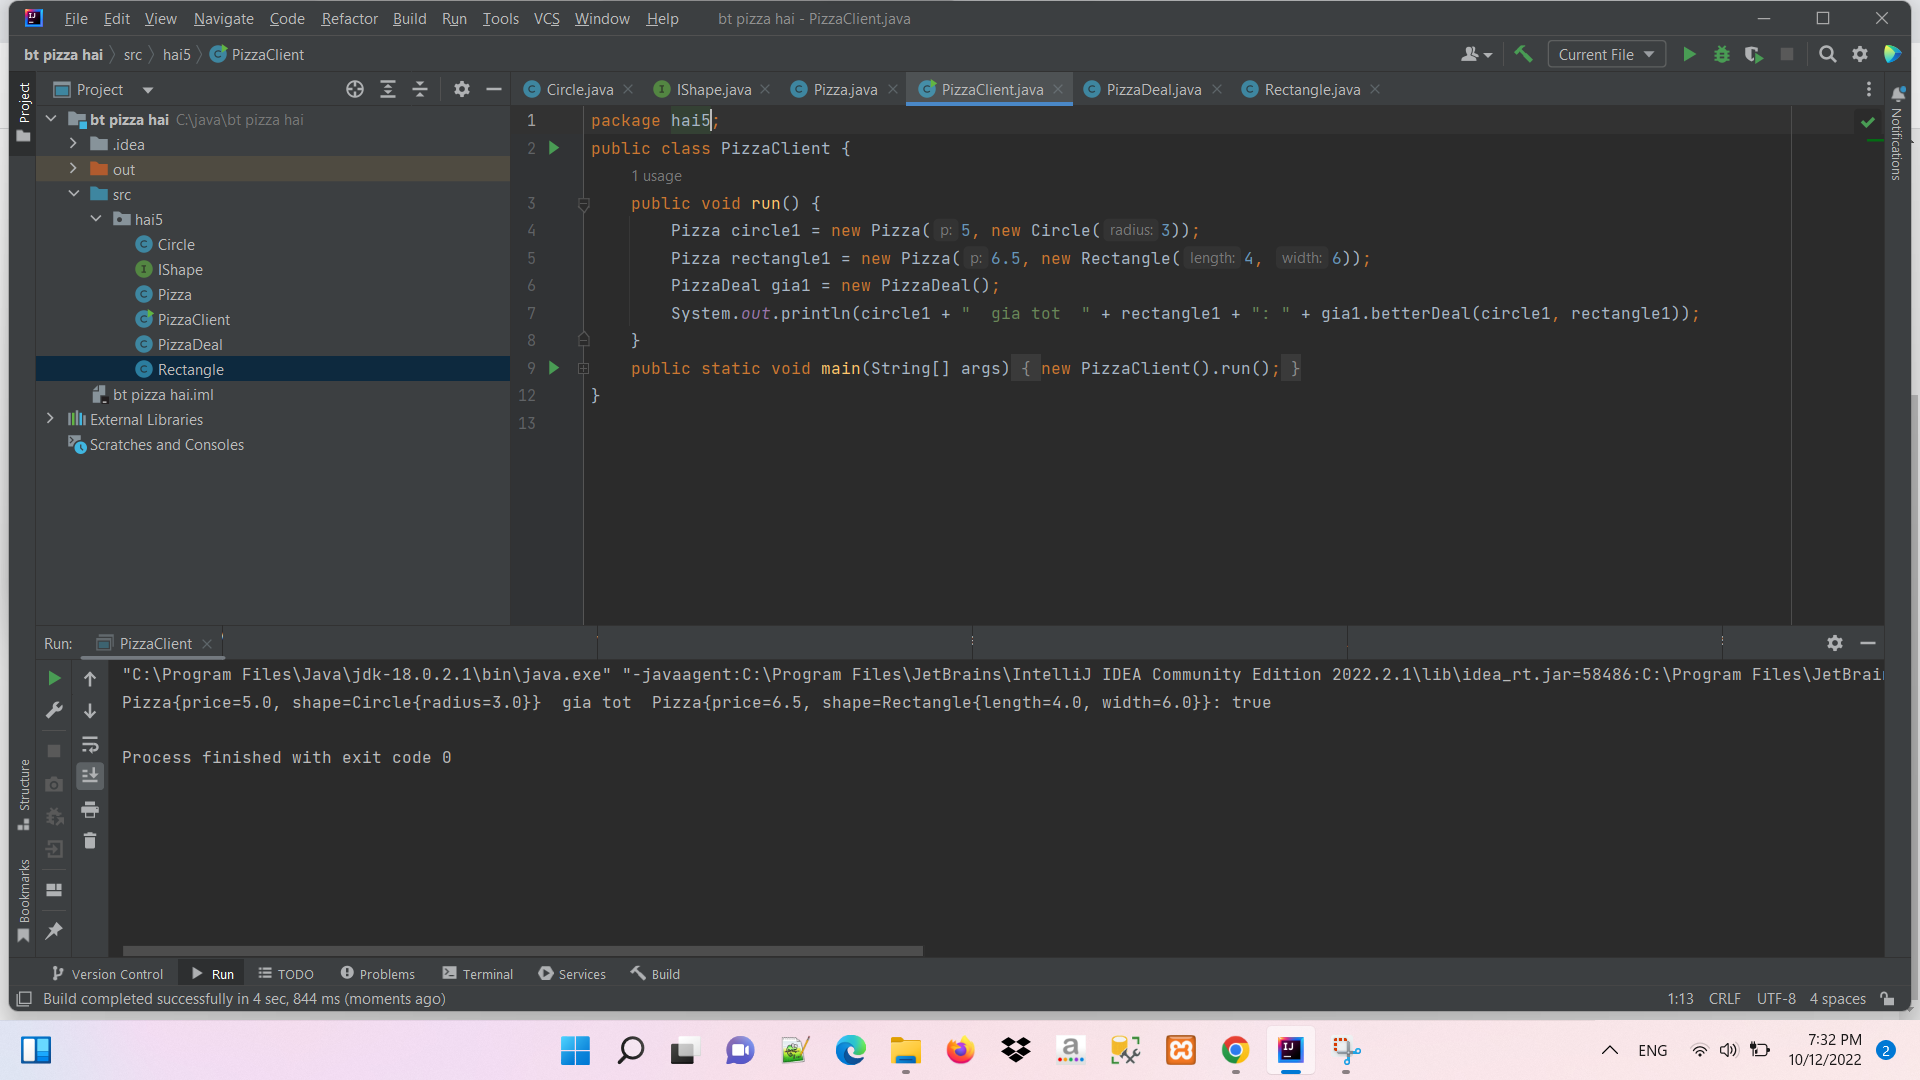 File Edit View Navigate Code Refactor Build Run Tools VCS Window Help bt pizza hai - PizzaClient.java
bt pizza hai src hai5 PizzaClient Current File
Project
Project
Circle.java IShape.java Pizza.java PizzaClient.java PizzaDeal.java Rectangle.java
Notifications
bt pizza hai C:\java\bt pizza hai
.idea
out
src
hai5
Circle
IShape
Pizza
PizzaClient
PizzaDeal
Rectangle
bt pizza hai.iml
External Libraries
Scratches and Consoles
1 package hai5;
2 public class PizzaClient {
1 usage
3 public void run() {
4 Pizza circle1 = new Pizza( p: 5, new Circle( radius: 3));
5 Pizza rectangle1 = new Pizza( p: 6.5, new Rectangle( length: 4, width: 6));
6 PizzaDeal gia1 = new PizzaDeal();
7 System.out.println(circle1 + "  gia tot  " + rectangle1 + ": " + gia1.betterDeal(circle1, rectangle1));
8 }
9 public static void main(String[] args) { new PizzaClient().run(); }
12 }
13
Run: PizzaClient
"C:\Program Files\Java\jdk-18.0.2.1\bin\java.exe" "-javaagent:C:\Program Files\JetBrains\IntelliJ IDEA Community Edition 2022.2.1\lib\idea_rt.jar=58486:C:\Program Files\JetBrai
Pizza{price=5.0, shape=Circle{radius=3.0}}  gia tot  Pizza{price=6.5, shape=Rectangle{length=4.0, width=6.0}}: true
Process finished with exit code 0
Structure
Bookmarks
Version Control Run TODO Problems Terminal Services Build
Build completed successfully in 4 sec, 844 ms (moments ago) 1:13 CRLF UTF-8 4 spaces
ENG 7:32 PM
10/12/2022 2